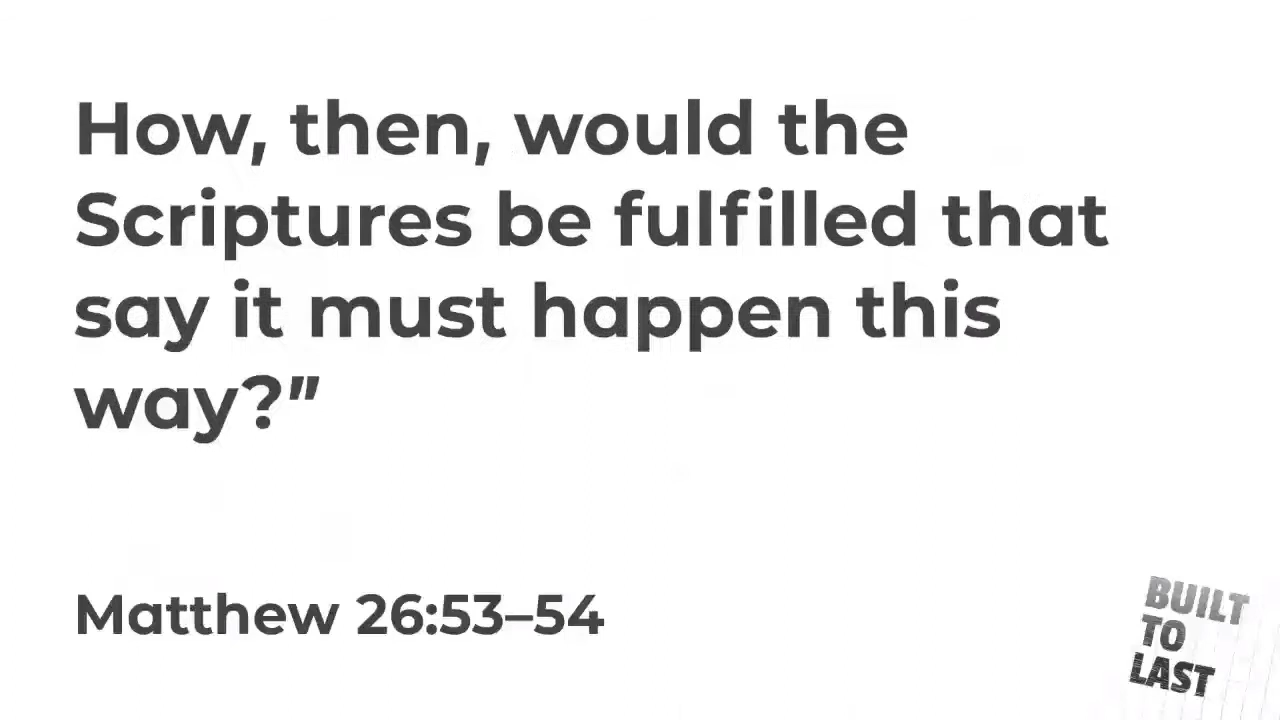 How, then, would the
Scriptures be fulfilled that
say it must happen this
way?”
Matthew 26:53–54
BUILT
TO
LAST